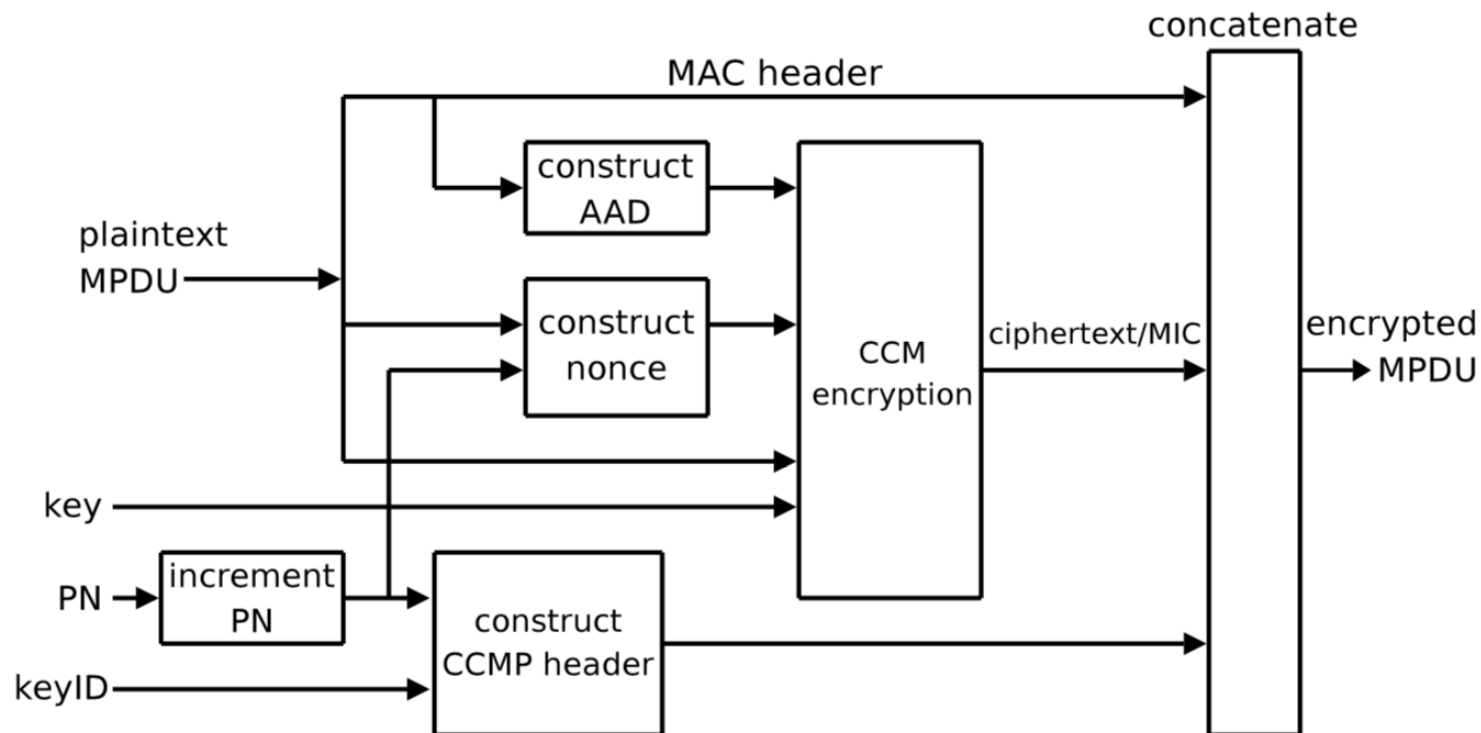 concatenate
MAC header
construct
AAD
plaintext
MPDU
construct
nonce
CCM
encryption
ciphertext/MIC
encrypted
MPDU
key
PN
increment
PN
construct
CCMP header
keyID